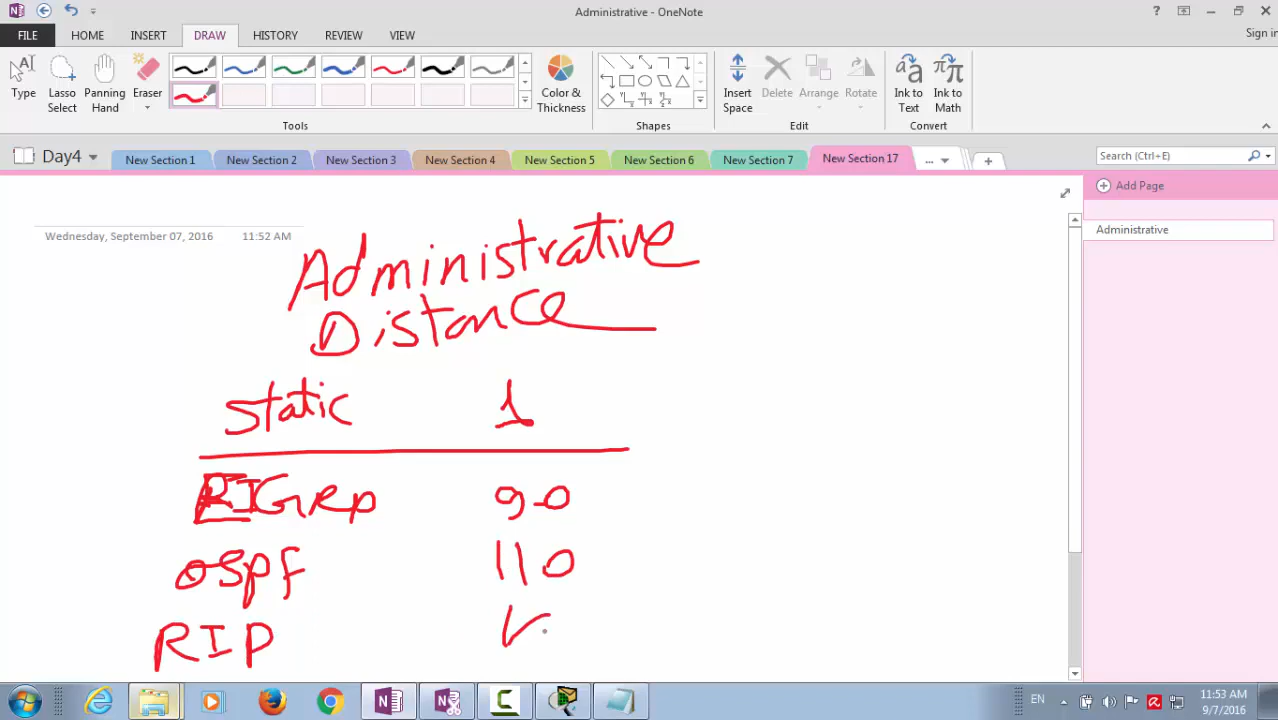 Administrative - OneNote
? 
Sign in
FILE HOME INSERT DRAW HISTORY REVIEW VIEW
Type
Lasso Select
Panning Hand
Eraser
Color & Thickness
Insert Space
Delete
Arrange
Rotate
Ink to Text
Ink to Math
Tools
Shapes
Edit
Convert
Day4
New Section 1 New Section 2 New Section 3 New Section 4 New Section 5 New Section 6 New Section 7 New Section 17 ... +
Search (Ctrl+E)
Add Page
Administrative
Wednesday, September 07, 2016 11:52 AM
Administrative
Distance
static 1
EIGRP 90
ospf 110
RIP
EN
11:53 AM
9/7/2016